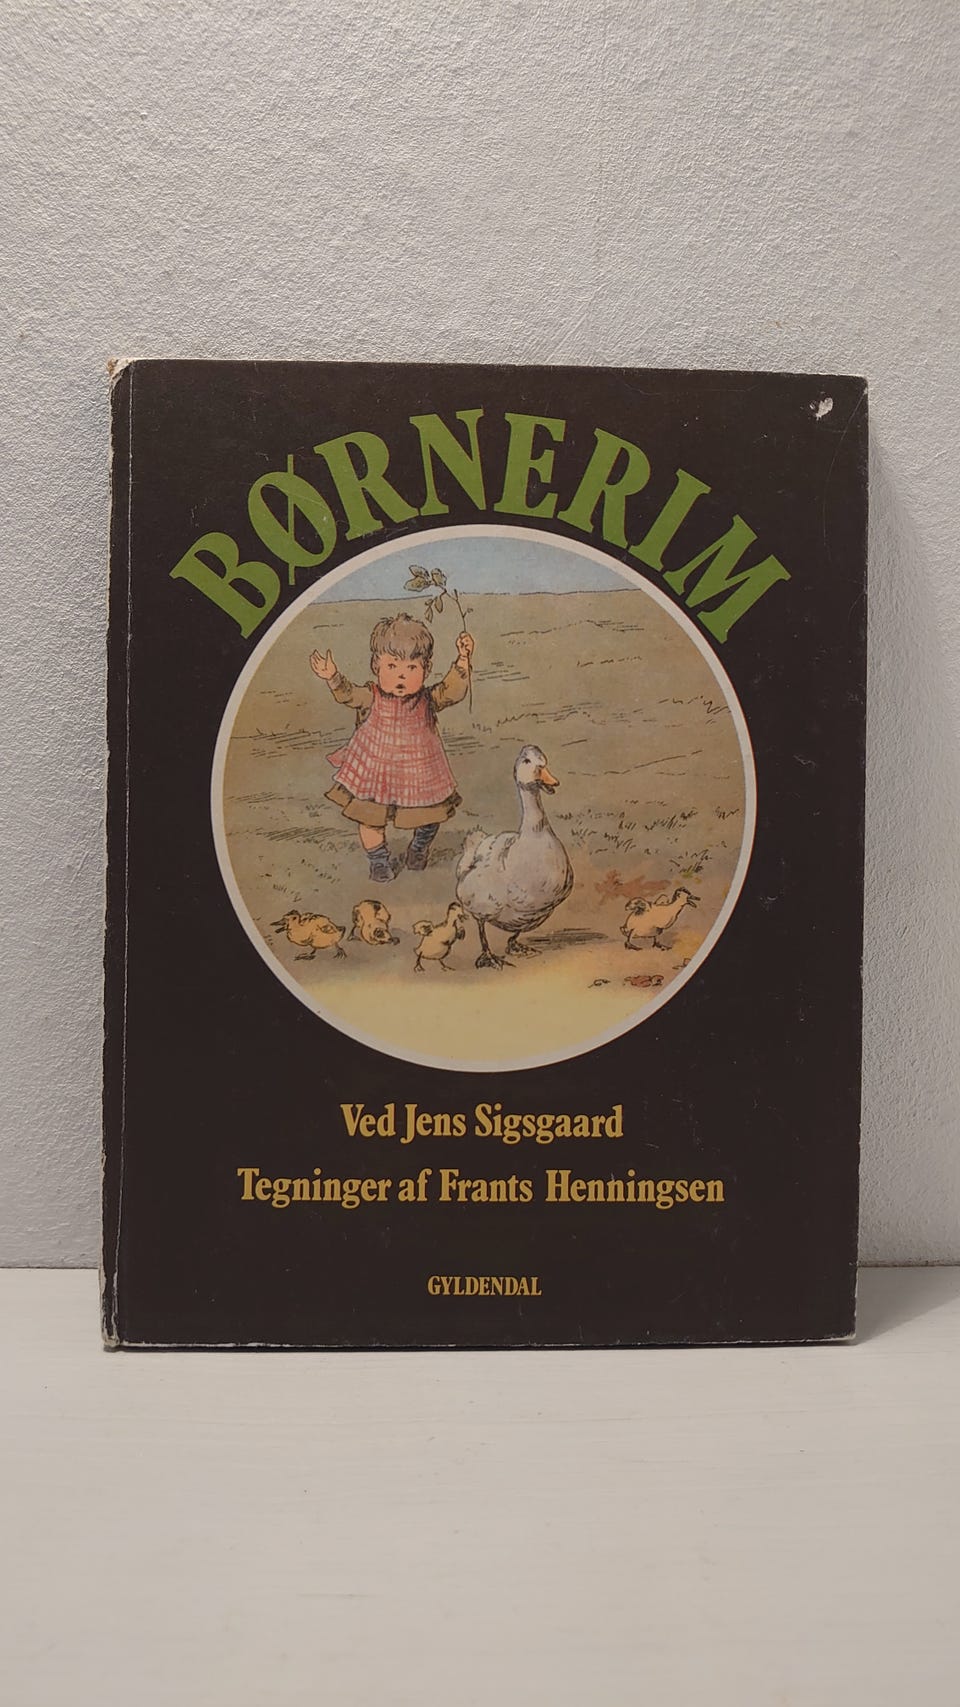 BØRNERIM
Ved Jens Sigsgaard
Tegninger af Frants Henningsen
GYLDENDAL